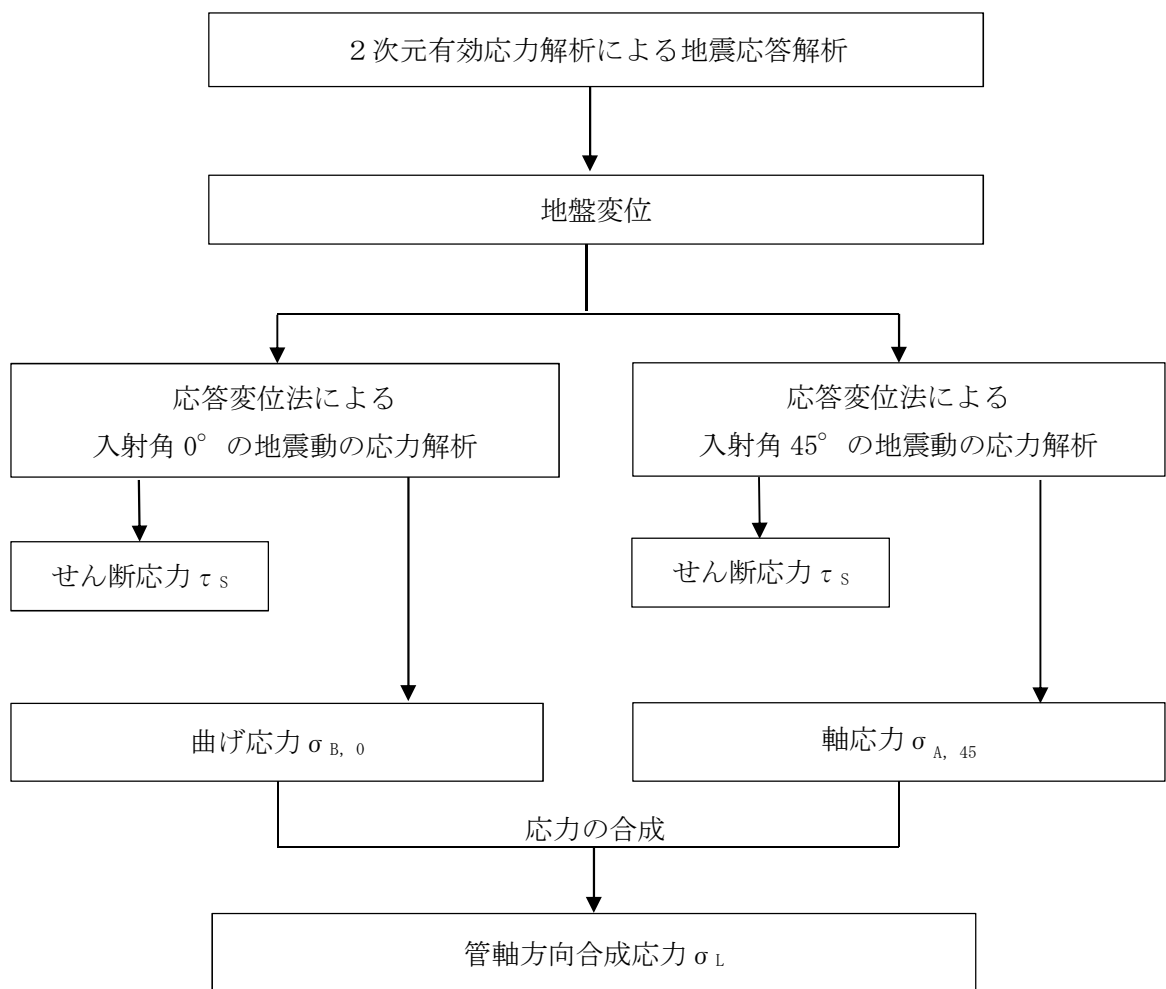 ２次元有効応力解析による地震応答解析
地盤変位
応答変位法による
入射角 0° の地震動の応力解析
応答変位法による
入射角 45° の地震動の応力解析
せん断応力 τ S
せん断応力 τ S
曲げ応力 σ B, 0
軸応力 σ A, 45
応力の合成
管軸方向合成応力 σ L